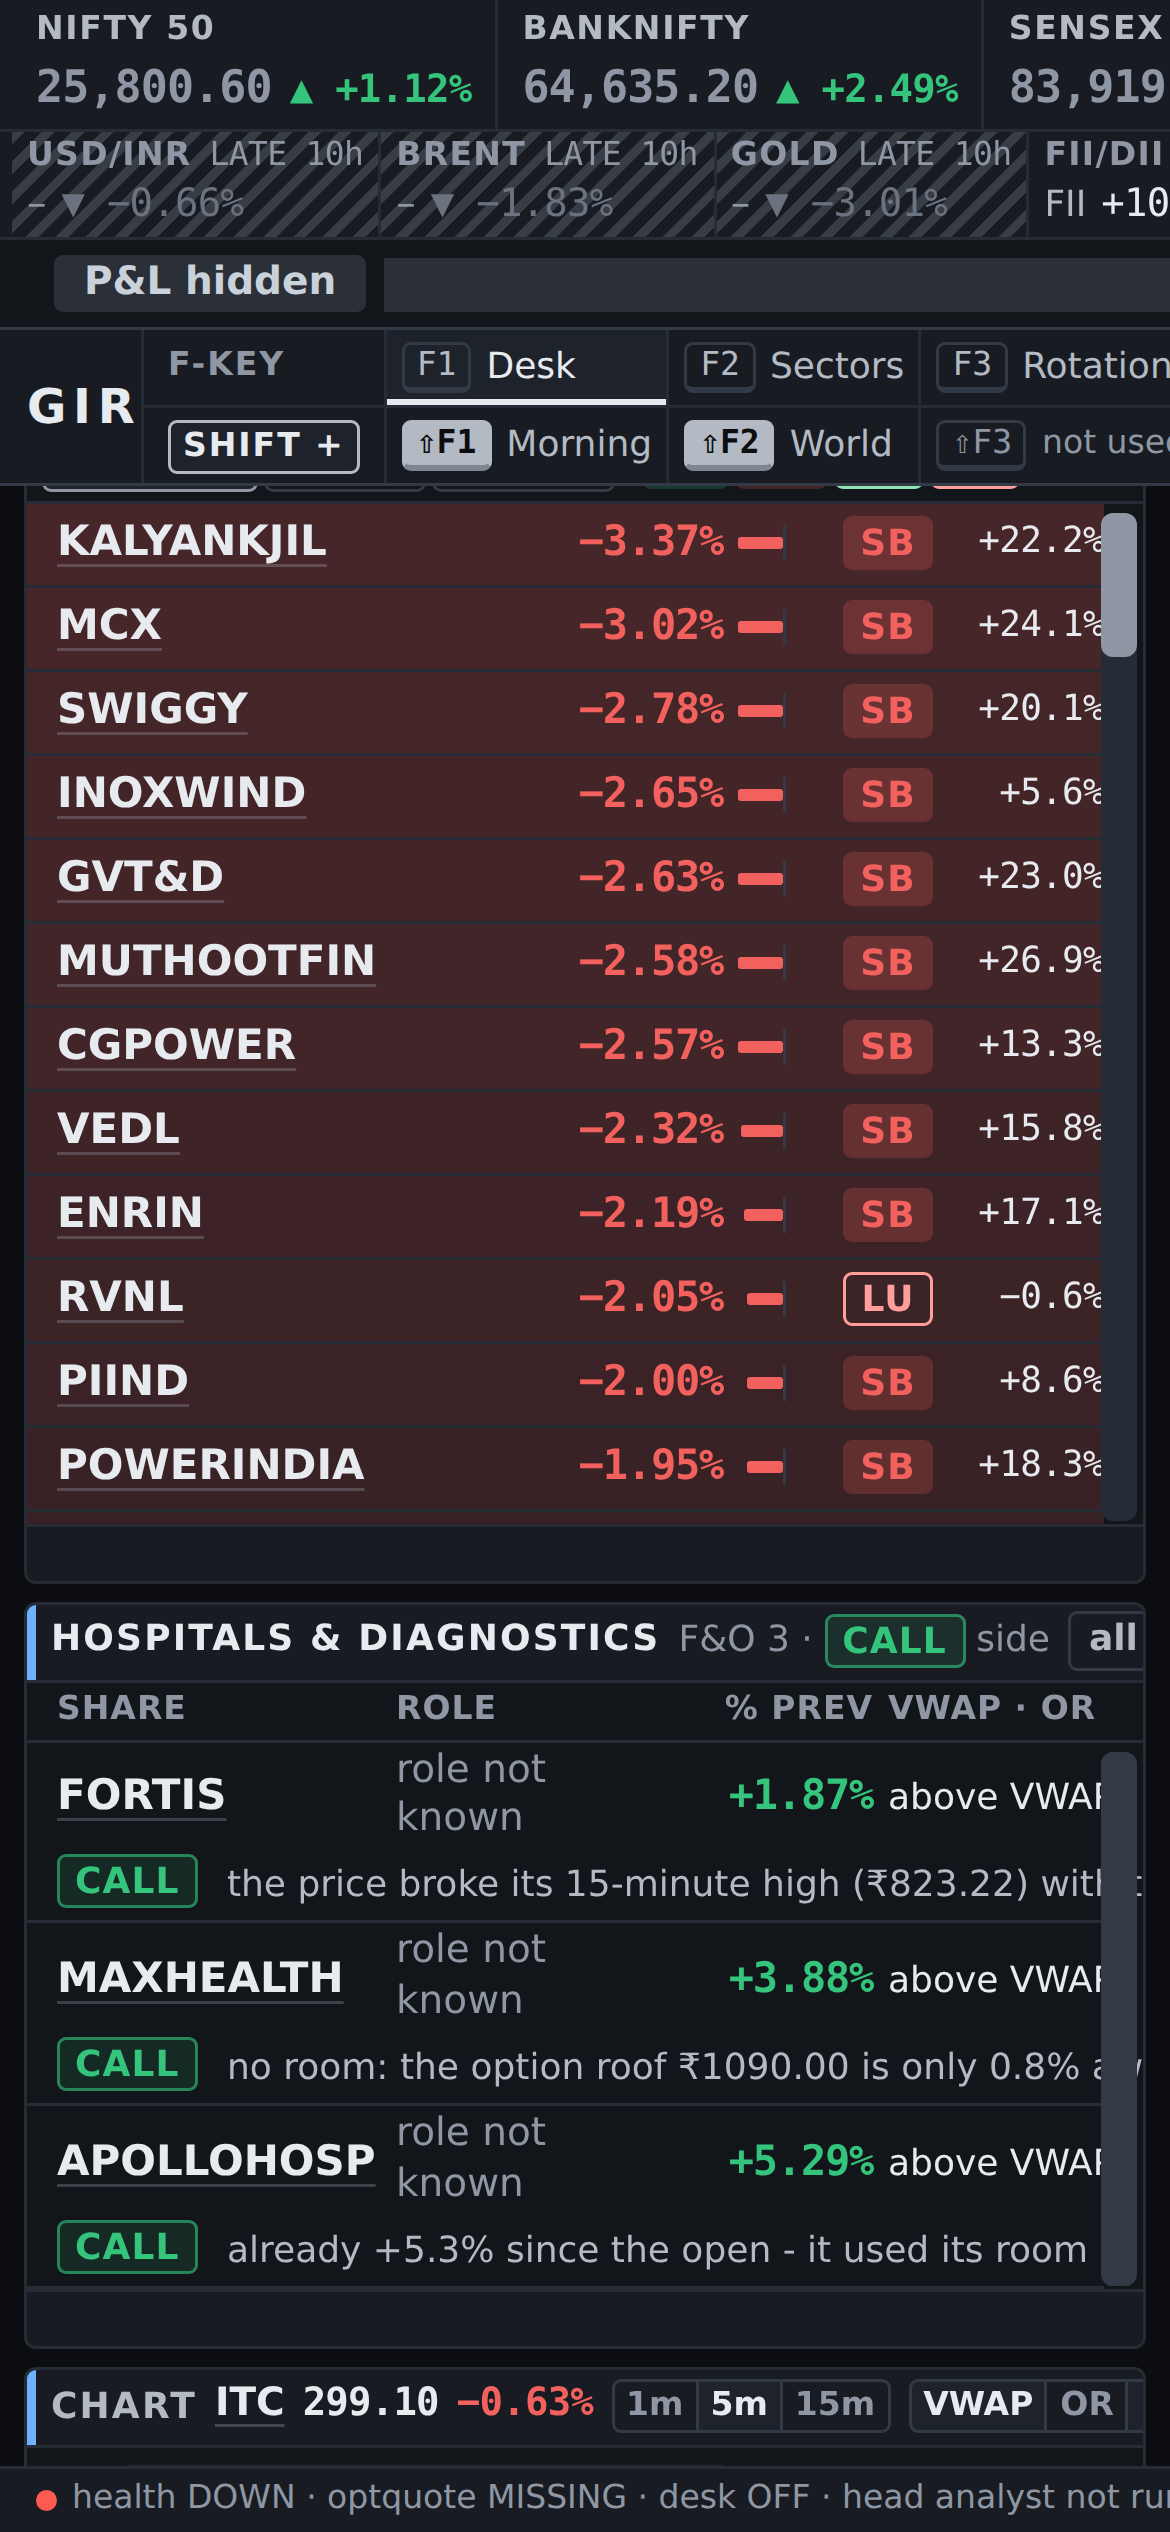 NIFTY 50 BANKNIFTY SENSEX
25,800.60 ▲ +1.12% 64,635.20 ▲ +2.49% 83,919
USD/INR LATE 10h BRENT LATE 10h GOLD LATE 10h FII/DII
– ▼ −0.66% – ▼ −1.83% – ▼ −3.01% FII +10
P&L hidden
GIR
F-KEY F1 Desk F2 Sectors F3 Rotation
SHIFT + ⇧F1 Morning ⇧F2 World ⇧F3 not used
KALYANKJIL −3.37% SB +22.2%
MCX −3.02% SB +24.1%
SWIGGY −2.78% SB +20.1%
INOXWIND −2.65% SB +5.6%
GVT&D −2.63% SB +23.0%
MUTHOOTFIN −2.58% SB +26.9%
CGPOWER −2.57% SB +13.3%
VEDL −2.32% SB +15.8%
ENRIN −2.19% SB +17.1%
RVNL −2.05% LU −0.6%
PIIND −2.00% SB +8.6%
POWERINDIA −1.95% SB +18.3%
HOSPITALS & DIAGNOSTICS F&O 3 · CALL side all
SHARE ROLE % PREV VWAP · OR
FORTIS role not known +1.87% above VWAP
CALL the price broke its 15-minute high (₹823.22) with
MAXHEALTH role not known +3.88% above VWAP
CALL no room: the option roof ₹1090.00 is only 0.8%
APOLLOHOSP role not known +5.29% above VWAP
CALL already +5.3% since the open - it used its room
CHART ITC 299.10 −0.63% 1m 5m 15m VWAP OR
health DOWN · optquote MISSING · desk OFF · head analyst not